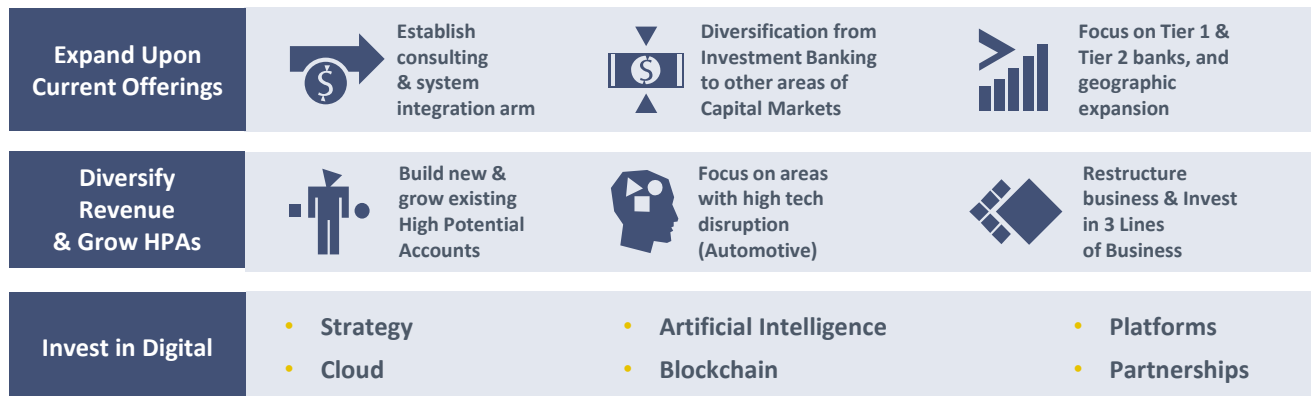 Expand Upon
Current Offerings
Establish
consulting
& system
integration arm
Diversification from
Investment Banking
to other areas of
Capital Markets
Focus on Tier 1 &
Tier 2 banks, and
geographic
expansion
Diversify
Revenue
& Grow HPAs
Build new &
grow existing
High Potential
Accounts
Focus on areas
with high tech
disruption
(Automotive)
Restructure
business & Invest
in 3 Lines
of Business
Invest in Digital
• Strategy
• Cloud
• Artificial Intelligence
• Blockchain
• Platforms
• Partnerships